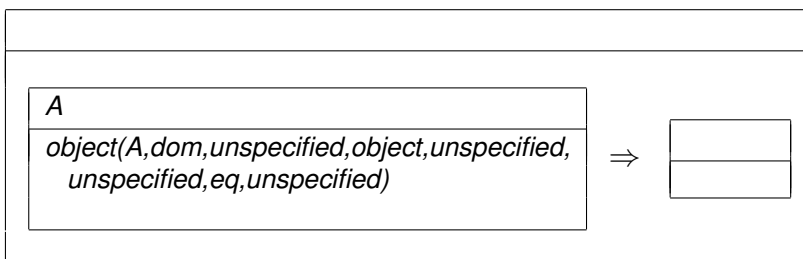 A
object(A,dom,unspecified,object,unspecified,
unspecified,eq,unspecified)
⇒